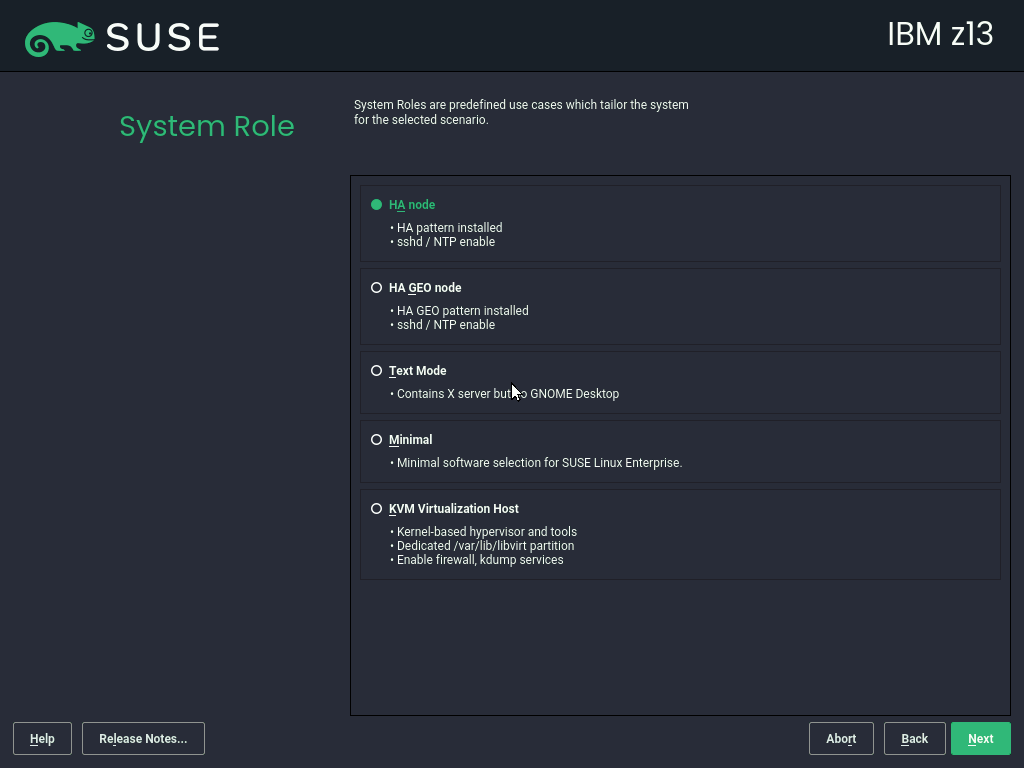 SUSE
IBM z13
System Role
System Roles are predefined use cases which tailor the system
for the selected scenario.
HA node
• HA pattern installed
• sshd / NTP enable
HA GEO node
• HA GEO pattern installed
• sshd / NTP enable
Text Mode
• Contains X server but GNOME Desktop
Minimal
• Minimal software selection for SUSE Linux Enterprise.
KVM Virtualization Host
• Kernel-based hypervisor and tools
• Dedicated /var/lib/libvirt partition
• Enable firewall, kdump services
Help
Release Notes...
Abort
Back
Next